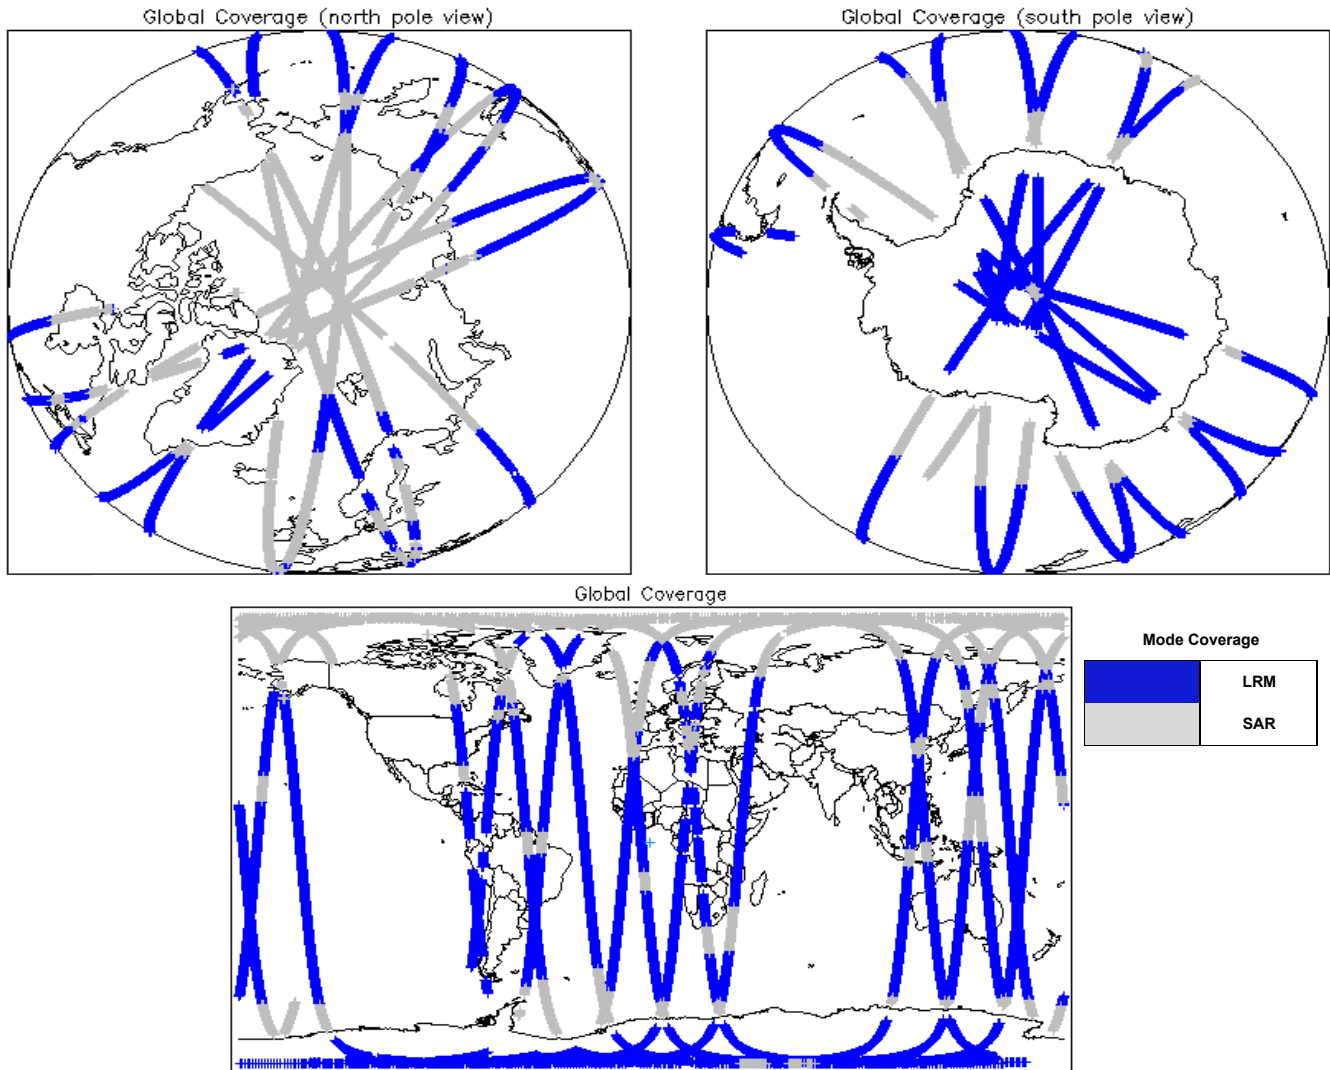 Global Coverage (north pole view)
Global Coverage (south pole view)
Global Coverage
Mode Coverage
LRM
SAR